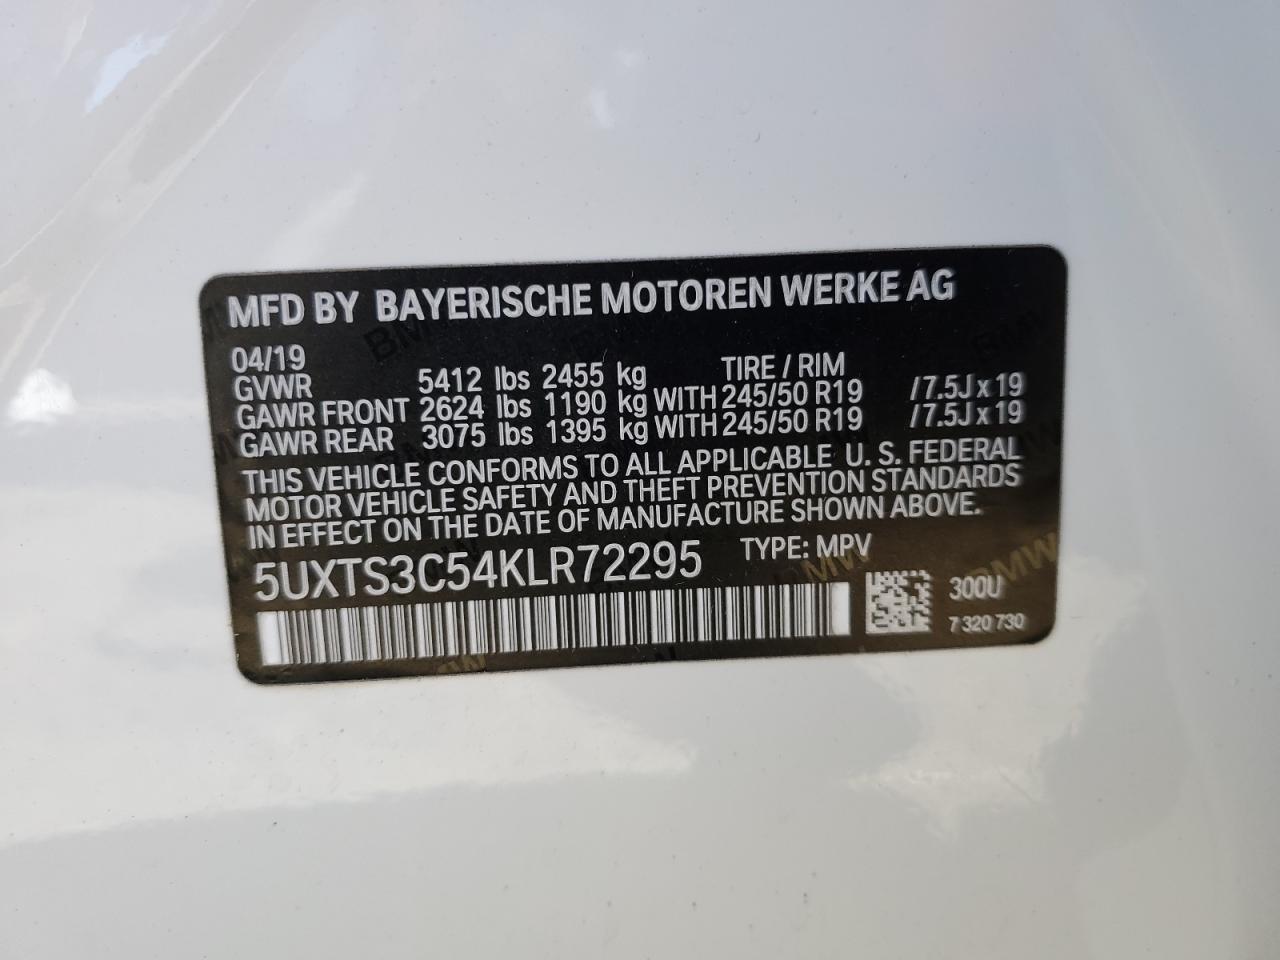 MFD BY BAYERISCHE MOTOREN WERKE AG
04/19 TIRE / RIM
GVWR 5412 lbs 2455 kg
GAWR FRONT 2624 lbs 1190 kg WITH 245/50 R19 /7.5J x 19
GAWR REAR 3075 lbs 1395 kg WITH 245/50 R19 /7.5J x 19
THIS VEHICLE CONFORMS TO ALL APPLICABLE U. S. FEDERAL
MOTOR VEHICLE SAFETY AND THEFT PREVENTION STANDARDS
IN EFFECT ON THE DATE OF MANUFACTURE SHOWN ABOVE.
5UXTS3C54KLR72295 TYPE: MPV
300U
7 320 730